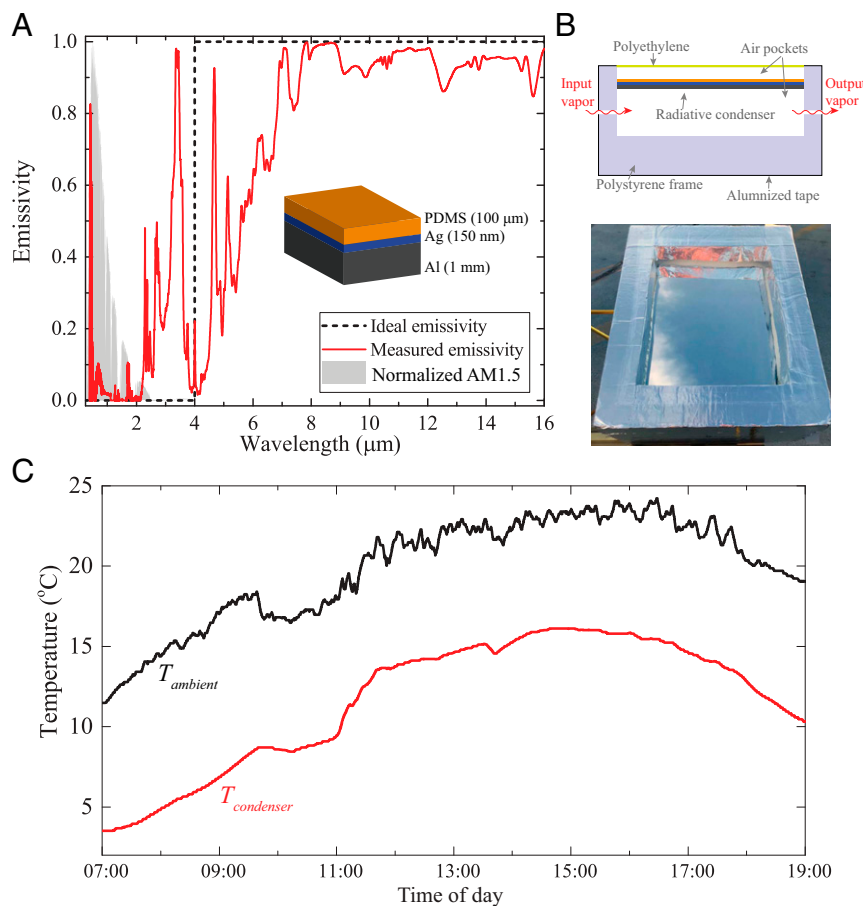 A
Emissivity
1.0
0.8
0.6
0.4
0.2
0.0
2 4 6 8 10 12 14 16
Wavelength (μm)
PDMS (100 μm)
Ag (150 nm)
Al (1 mm)
Ideal emissivity
Measured emissivity
Normalized AM1.5
B
Polyethylene
Air pockets
Input
vapor
Output
vapor
Radiative condenser
Polystyrene frame
Alumnized tape
C
Temperature (°C)
25
20
15
10
5
T ambient
T condenser
07:00 09:00 11:00 13:00 15:00 17:00 19:00
Time of day